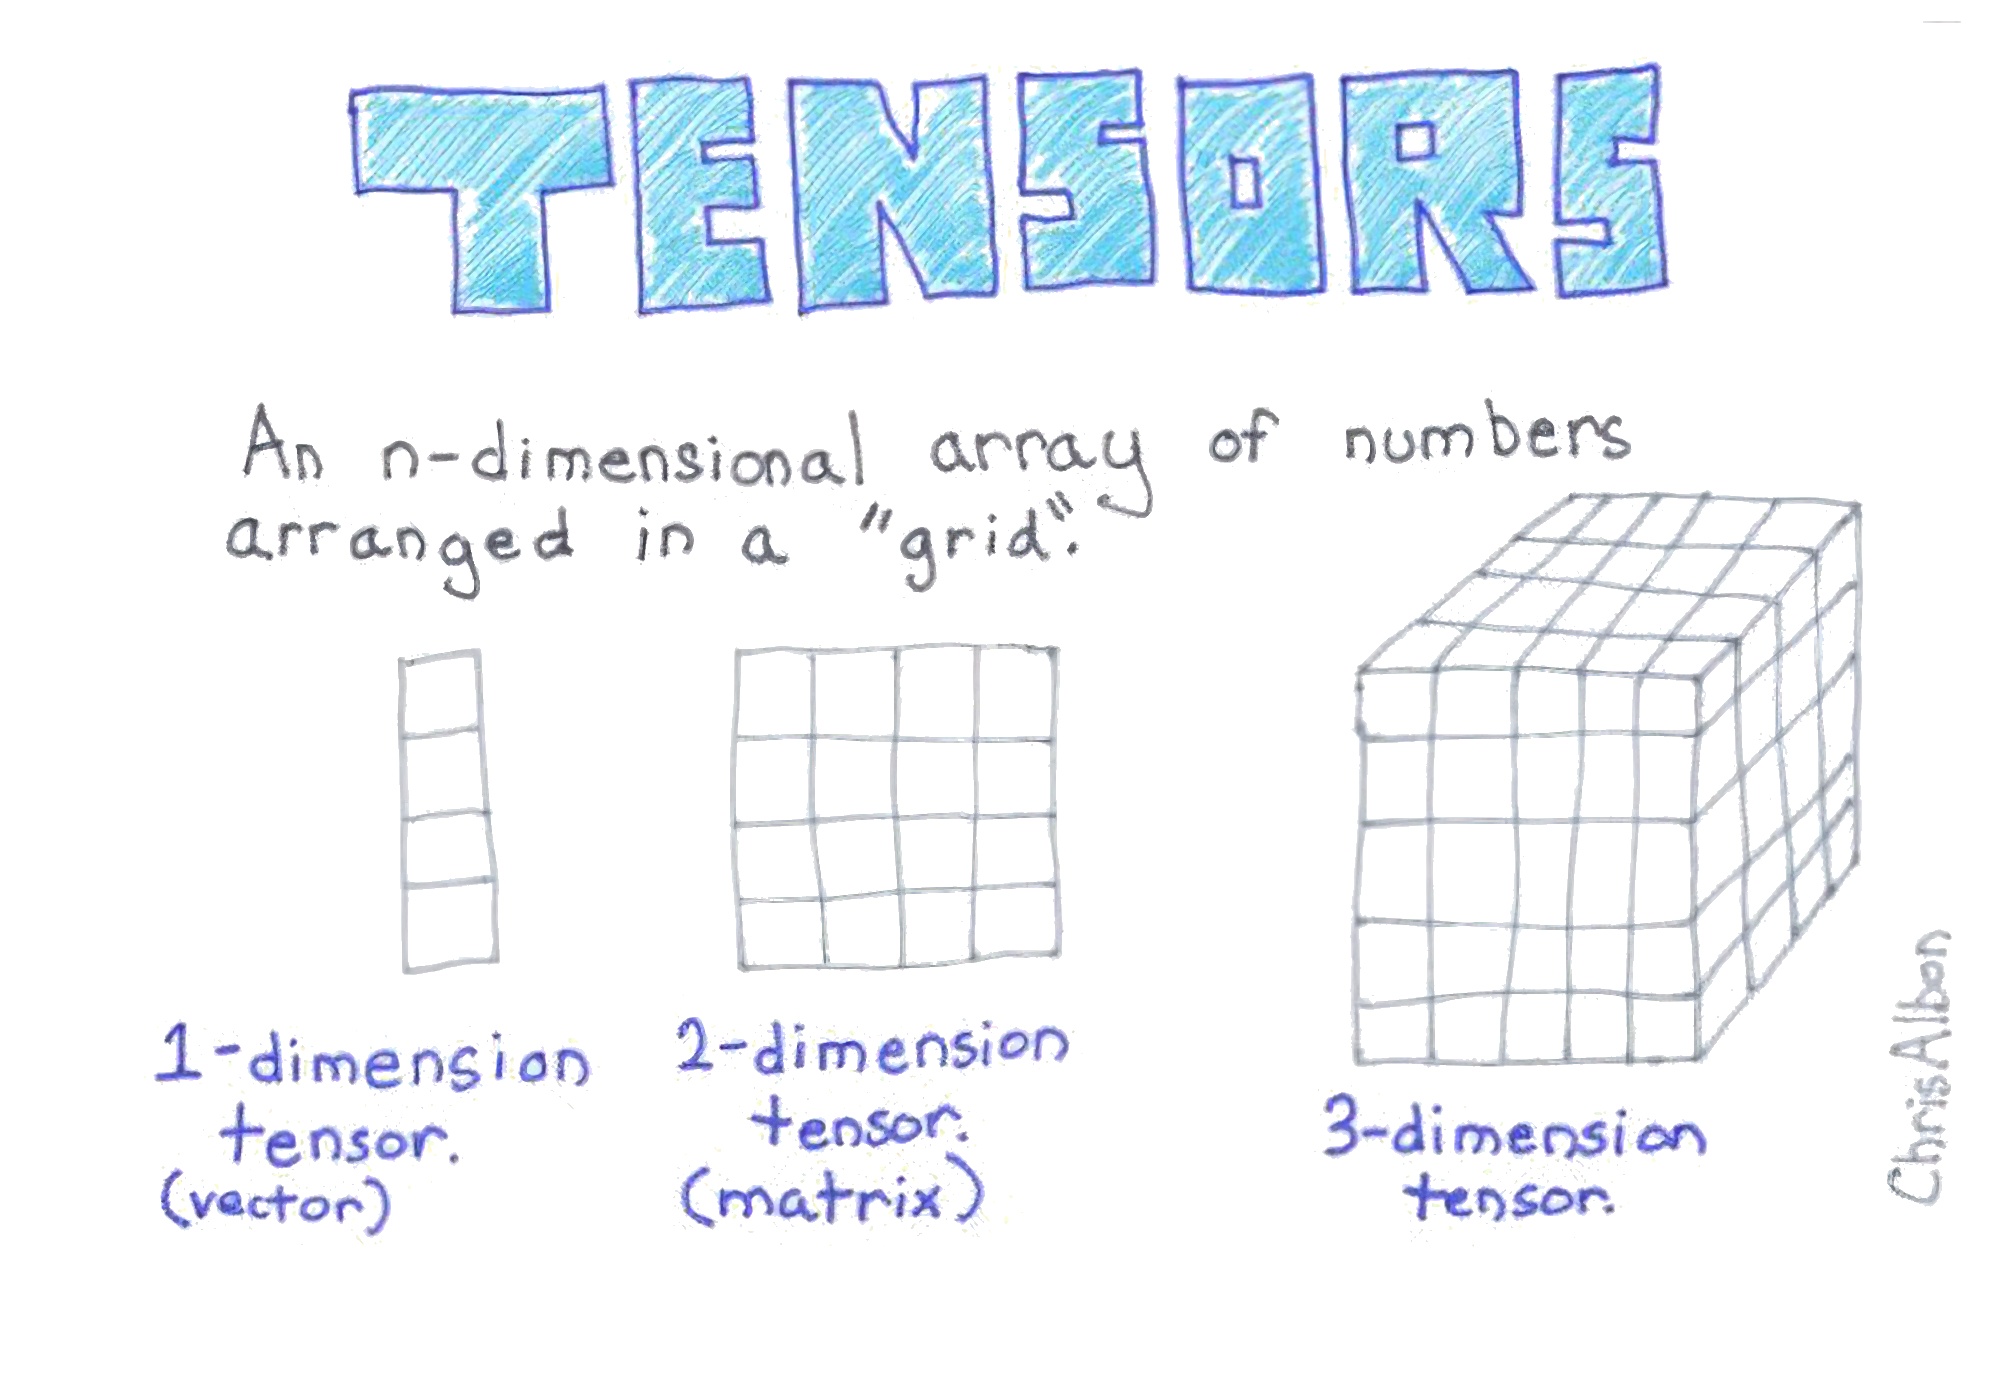 TENSORS
An n-dimensional array of numbers
arranged in a "grid".
1-dimension
tensor.
(vector)
2-dimension
tensor.
(matrix)
3-dimension
tensor.
ChrisAlbon